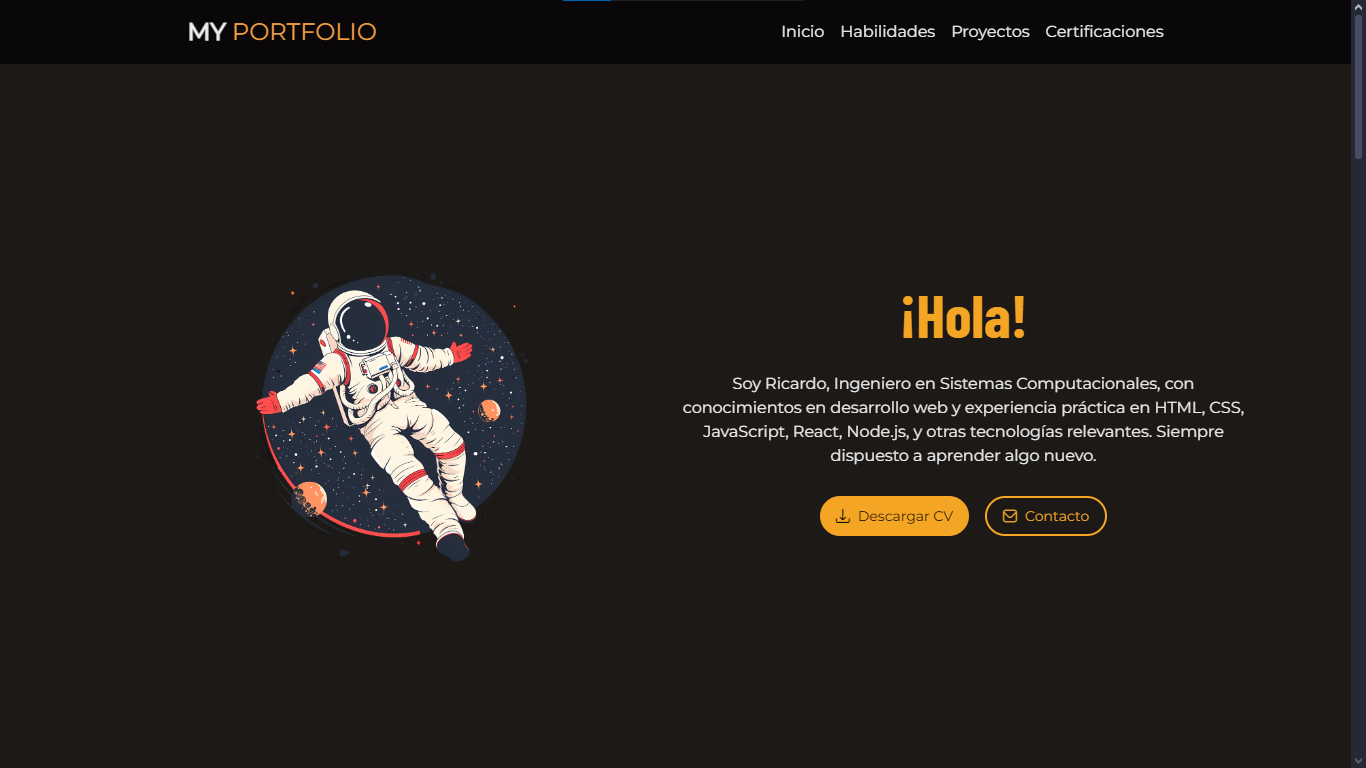 MY PORTFOLIO
Inicio Habilidades Proyectos Certificaciones
¡Hola!
Soy Ricardo, Ingeniero en Sistemas Computacionales, con
conocimientos en desarrollo web y experiencia práctica en HTML, CSS,
JavaScript, React, Node.js, y otras tecnologías relevantes. Siempre
dispuesto a aprender algo nuevo.
Descargar CV
Contacto